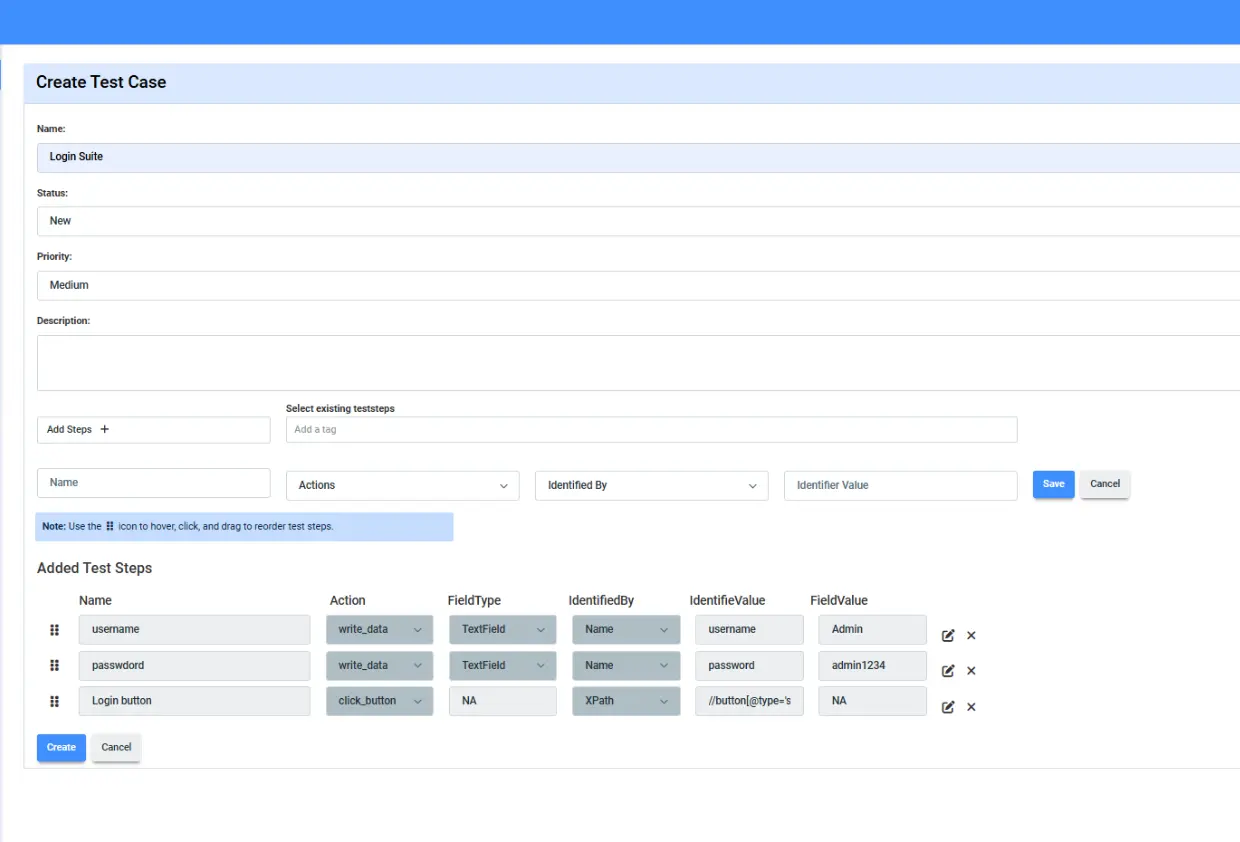 Create Test Case
Name:
Login Suite
Status:
New
Priority:
Medium
Description:
Select existing teststeps
Add Steps +
Add a tag
Name Actions Identified By Identifier Value Save Cancel
Note: Use the icon to hover, click, and drag to reorder test steps.
Added Test Steps
Name Action FieldType IdentifiedBy IdentifieValue FieldValue
username write_data TextField Name username Admin
passwdord write_data TextField Name password admin1234
Login button click_button NA XPath //button[@type='s NA
Create Cancel